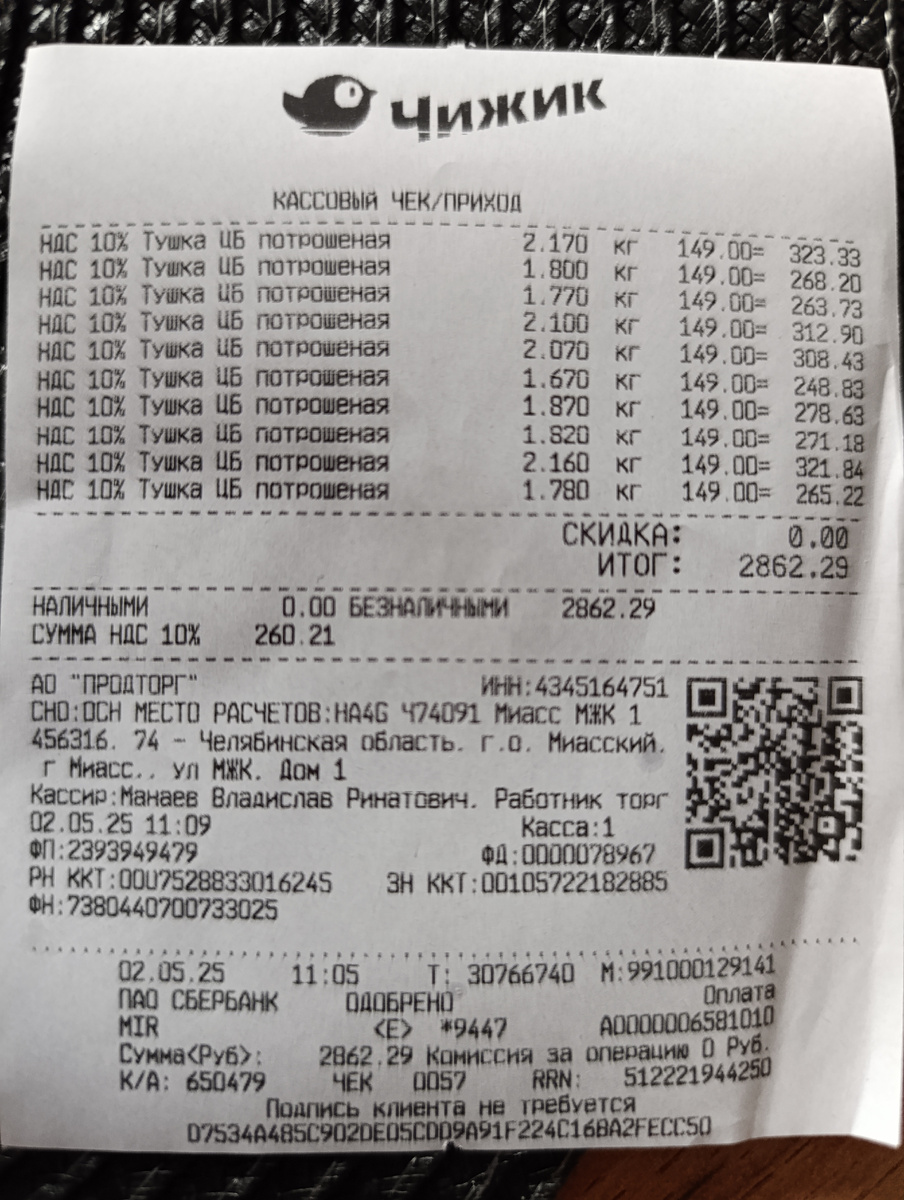 Чижик
КАССОВЫЙ ЧЕК/ПРИХОД
НДС 10% Тушка ЦБ потрошеная 2.170 кг 149.00= 323.33
НДС 10% Тушка ЦБ потрошеная 1.800 кг 149.00= 268.20
НДС 10% Тушка ЦБ потрошеная 1.770 кг 149.00= 263.73
НДС 10% Тушка ЦБ потрошеная 2.100 кг 149.00= 312.90
НДС 10% Тушка ЦБ потрошеная 2.070 кг 149.00= 308.43
НДС 10% Тушка ЦБ потрошеная 1.670 кг 149.00= 248.83
НДС 10% Тушка ЦБ потрошеная 1.870 кг 149.00= 278.63
НДС 10% Тушка ЦБ потрошеная 1.820 кг 149.00= 271.18
НДС 10% Тушка ЦБ потрошеная 2.160 кг 149.00= 321.84
НДС 10% Тушка ЦБ потрошеная 1.780 кг 149.00= 265.22
СКИДКА: 0.00
ИТОГ: 2862.29
НАЛИЧНЫМИ 0.00 БЕЗНАЛИЧНЫМИ 2862.29
СУММА НДС 10% 260.21
АО "ПРОДТОРГ" ИНН:4345164751
СНО:ОСН МЕСТО РАСЧЕТОВ:HA4G Ч74091 Миасс МЖК 1
456316. 74 - Челябинская область. г.о. Миасский.
г Миасс.. ул МЖК. Дом 1
Кассир:Манаев Владислав Ринатович. Работник торг
02.05.25 11:09 Касса:1
ФП:2393949479 ФД:0000078967
РН ККТ:0007528833016245 ЗН ККТ:00105722182885
ФН:7380440700733025
02.05.25 11:05 Т: 30766740 М:991000129141
ПАО СБЕРБАНК ОДОБРЕНО Оплата
MIR <E> *9447 A0000006581010
Сумма<Руб>: 2862.29 Комиссия за операцию 0 Руб.
К/А: 650479 ЧЕК 0057 RRN: 512221944250
Подпись клиента не требуется
D7534A485C902DE05CDD9A91F224C16BA2FECC50